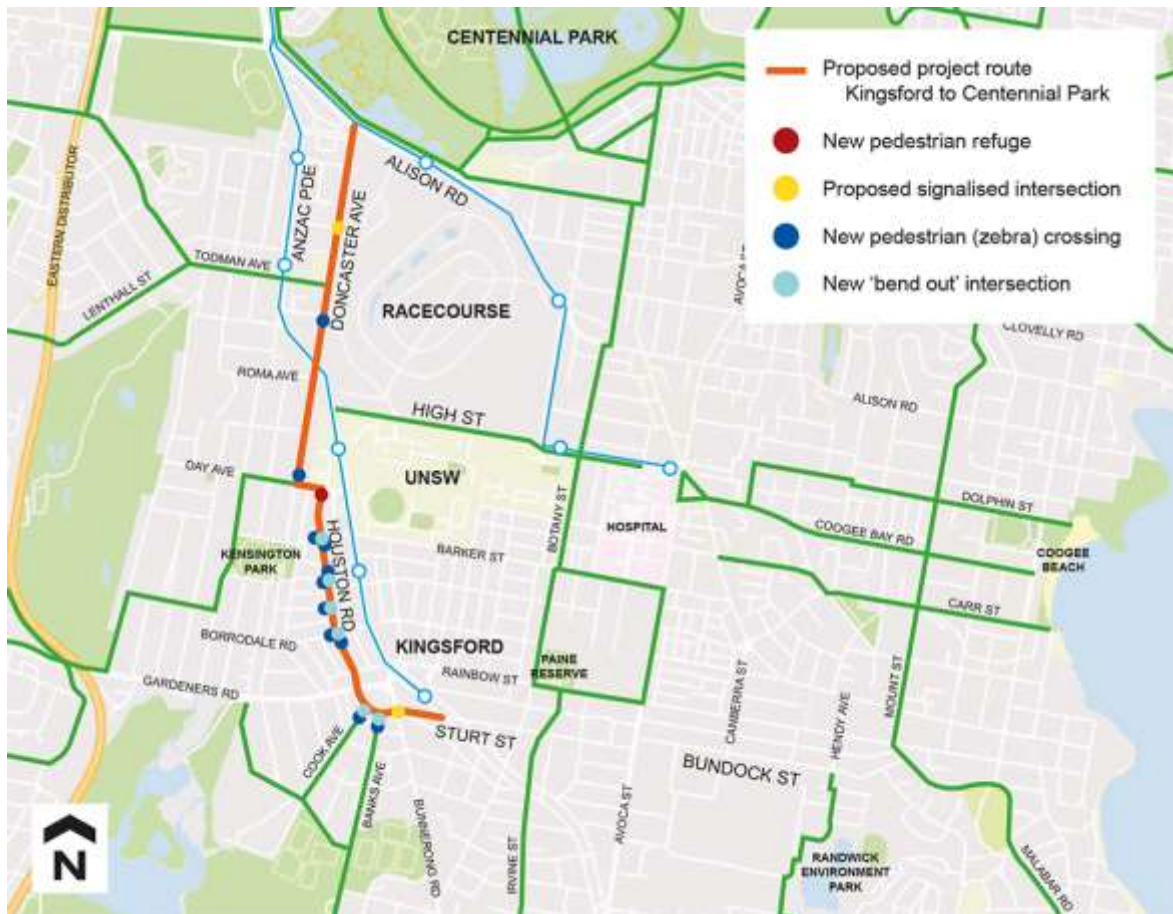 CENTENNIAL PARK
Proposed project route
Kingsford to Centennial Park
New pedestrian refuge
Proposed signalised intersection
New pedestrian (zebra) crossing
New 'bend out' intersection
EASTERN DISTRIBUTOR
ANZAC PDE
ALISON RD
DONCASTER AVE
TODMAN AVE
LENTHALL ST
RACECOURSE
AVOCA
CLOVELLY RD
ROMA AVE
ALISON RD
HIGH ST
DAY AVE
UNSW
BOTANY ST
HOSPITAL
DOLPHIN ST
COOGEE BAY RD
COOGEE
BEACH
KENSINGTON
PARK
HOUSTON RD
BARKER ST
CARR ST
BORRODALE RD
KINGSFORD
RAINBOW ST
PAINE
RESERVE
GARDENERS RD
CANBERRA ST
HENDY AVE
MOUNT ST
STURT ST
COOK AVE
BANKS AVE
BUNDOCK ST
BUNNERONG RD
IRVINE ST
AVOCA ST
RANDWICK
ENVIRONMENT
PARK
MALABAR RD
N